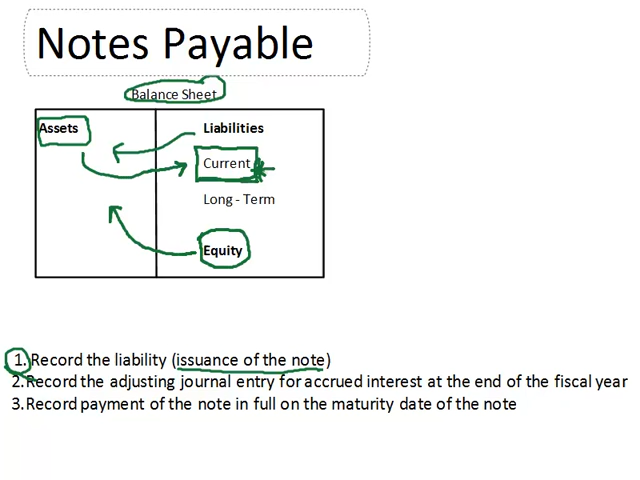 Notes Payable
Balance Sheet
Assets
Liabilities
Current
Long - Term
Equity
1.Record the liability (issuance of the note)
2.Record the adjusting journal entry for accrued interest at the end of the fiscal year
3.Record payment of the note in full on the maturity date of the note